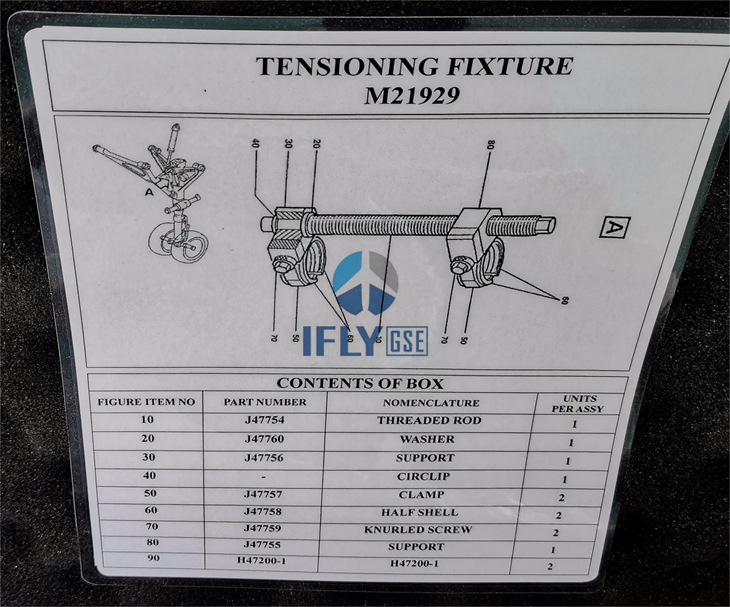 TENSIONING FIXTURE
M21929
A
40 30 20 80
A
70 50 60 10 70 50 60
IFLY GSE
CONTENTS OF BOX
FIGURE ITEM NO PART NUMBER NOMENCLATURE UNITS PER ASSY
10 J47754 THREADED ROD 1
20 J47760 WASHER 1
30 J47756 SUPPORT 1
40 - CIRCLIP 1
50 J47757 CLAMP 2
60 J47758 HALF SHELL 2
70 J47759 KNURLED SCREW 2
80 J47755 SUPPORT 1
90 H47200-1 H47200-1 2